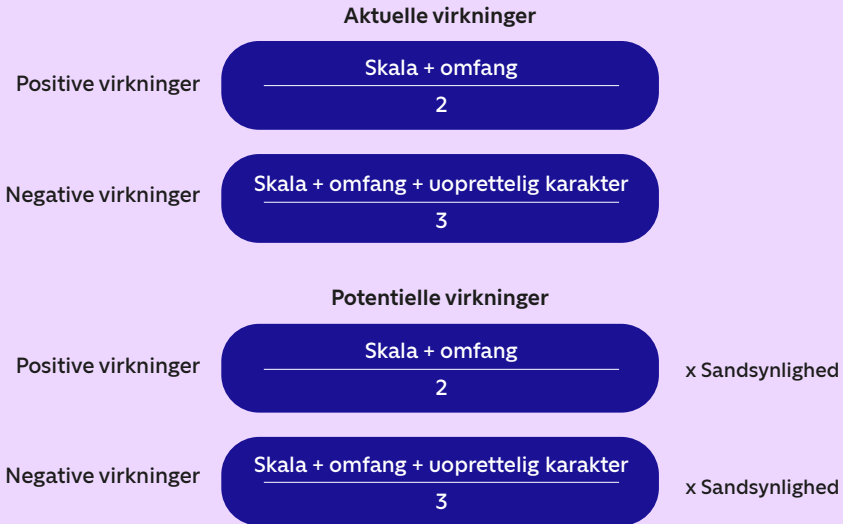 Aktuelle virkninger
Positive virkninger
Skala + omfang
2
Negative virkninger
Skala + omfang + uoprettelig karakter
3
Potentielle virkninger
Positive virkninger
Skala + omfang
2
x Sandsynlighed
Negative virkninger
Skala + omfang + uoprettelig karakter
3
x Sandsynlighed